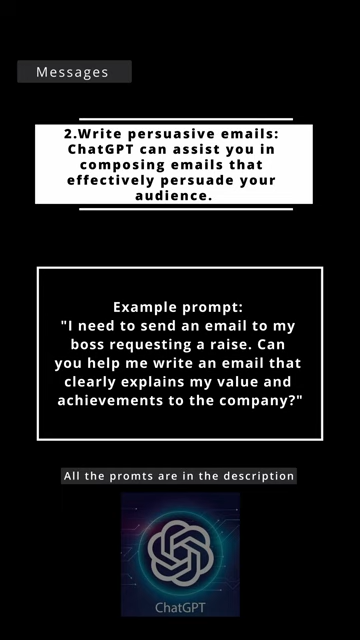 Messages
2.Write persuasive emails:
ChatGPT can assist you in
composing emails that
effectively persuade your
audience.
Example prompt:
"I need to send an email to my
boss requesting a raise. Can
you help me write an email that
clearly explains my value and
achievements to the company?"
All the promts are in the description
ChatGPT